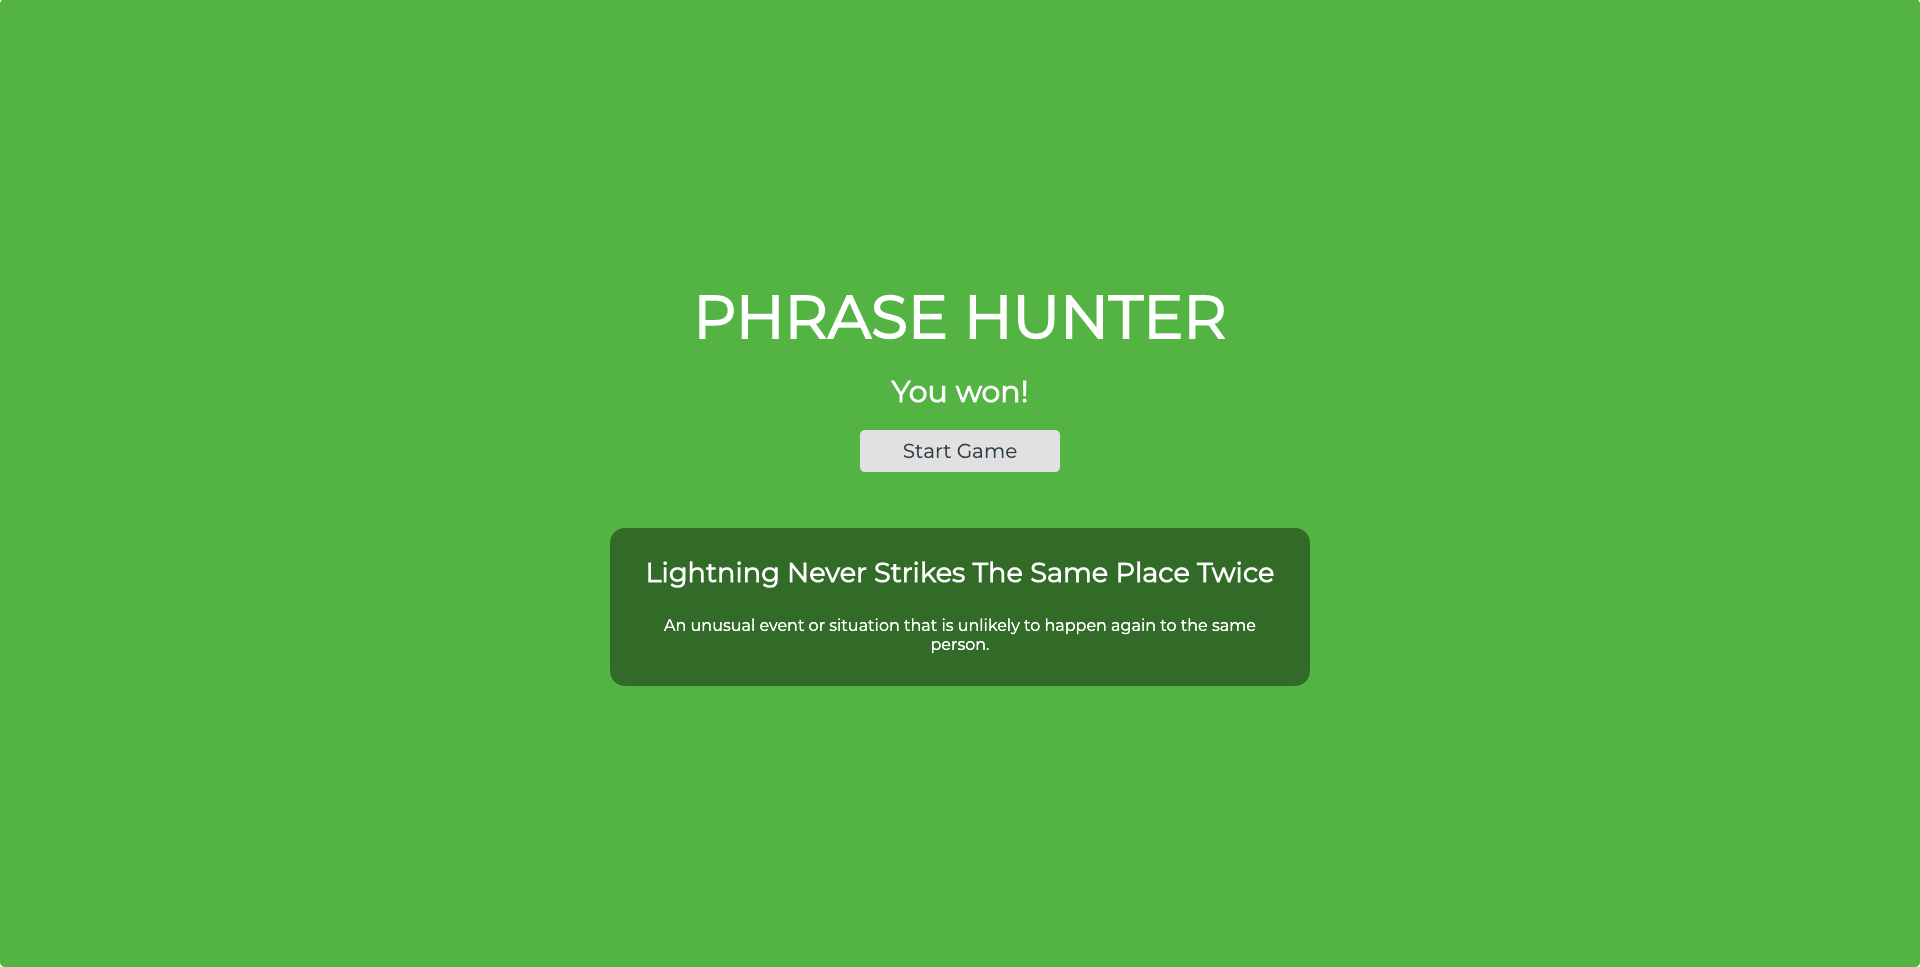 PHRASE HUNTER
You won!
Start Game
Lightning Never Strikes The Same Place Twice
An unusual event or situation that is unlikely to happen again to the same
person.